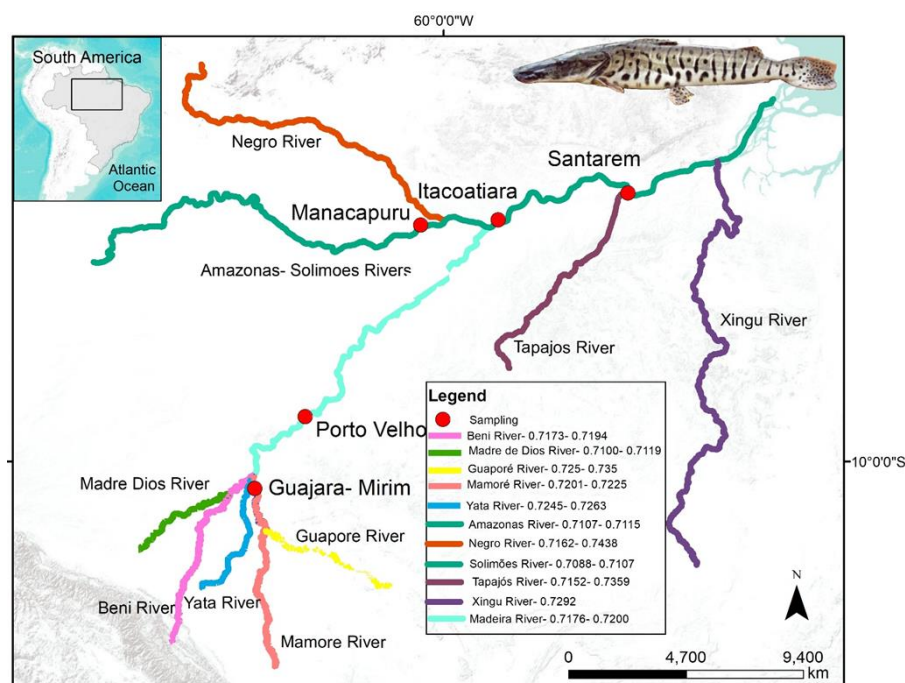 60°0'0"W
South America
Atlantic
Ocean
Negro River
Santarem
Itacoatiara
Manacapuru
Amazonas- Solimoes Rivers
Xingu River
Tapajos River
Legend
Sampling
Beni River- 0.7173- 0.7194
Madre de Dios River- 0.7100- 0.7119
Guaporé River- 0.725- 0.735
Mamoré River- 0.7201- 0.7225
Yata River- 0.7245- 0.7263
Amazonas River- 0.7107- 0.7115
Negro River- 0.7162- 0.7438
Solimões River- 0.7088- 0.7107
Tapajós River- 0.7152- 0.7359
Xingu River- 0.7292
Madeira River- 0.7176- 0.7200
Porto Velho
10°0'0"S
Madre Dios River
Guajara- Mirim
Guapore River
Beni River
Yata River
Mamore River
N
0 4,700 9,400
km